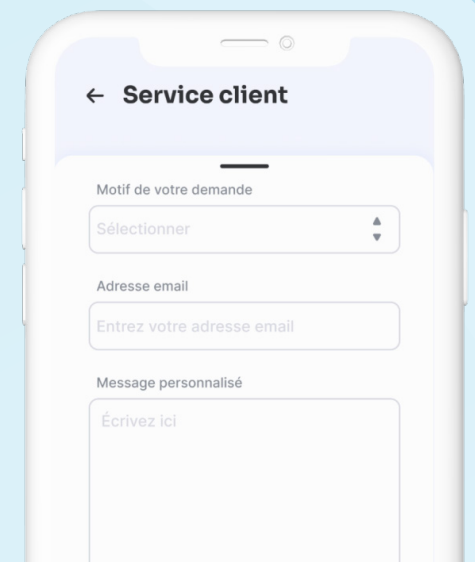 Service client
Motif de votre demande
Sélectionner
Adresse email
Entrez votre adresse email
Message personnalisé
Écrivez ici